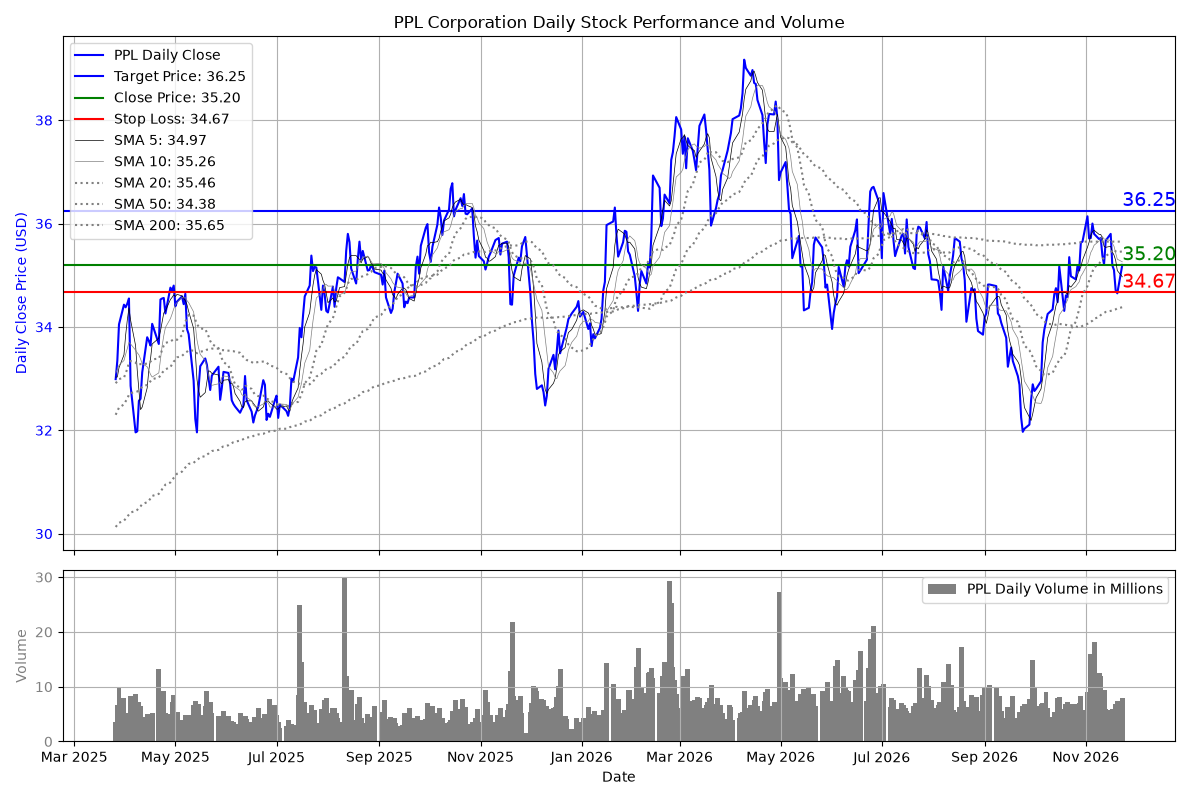 PPL Corporation Daily Stock Performance and Volume
PPL Daily Close
Target Price: 36.25
Close Price: 35.20
Stop Loss: 34.67
SMA 5: 34.97
SMA 10: 35.26
SMA 20: 35.46
SMA 50: 34.38
SMA 200: 35.65
36.25
35.20
34.67
38
36
34
32
30
Daily Close Price (USD)
PPL Daily Volume in Millions
30
20
10
0
Volume
Mar 2025
May 2025
Jul 2025
Sep 2025
Nov 2025
Jan 2026
Mar 2026
May 2026
Jul 2026
Sep 2026
Nov 2026
Date